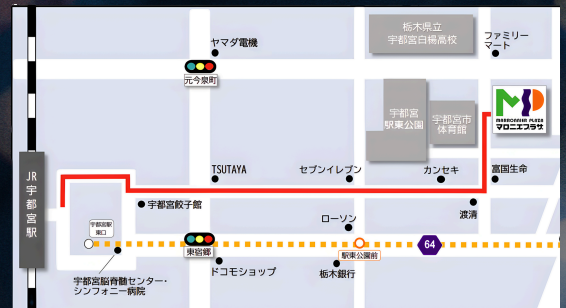 栃木県立
宇都宮白楊高校
ファミリー
マート
ヤマダ電機
元今泉町
宇都宮
駅東公園
宇都宮市
体育館
MARRONNIER PLAZA
マロニエプラザ
JR宇都宮駅
TSUTAYA
セブンイレブン
カンセキ
富国生命
宇都宮餃子館
渡清
ローソン
宇都宮駅
東口
東宿郷
駅東公園前
64
宇都宮脳脊髄センター・
シンフォニー病院
ドコモショップ
栃木銀行